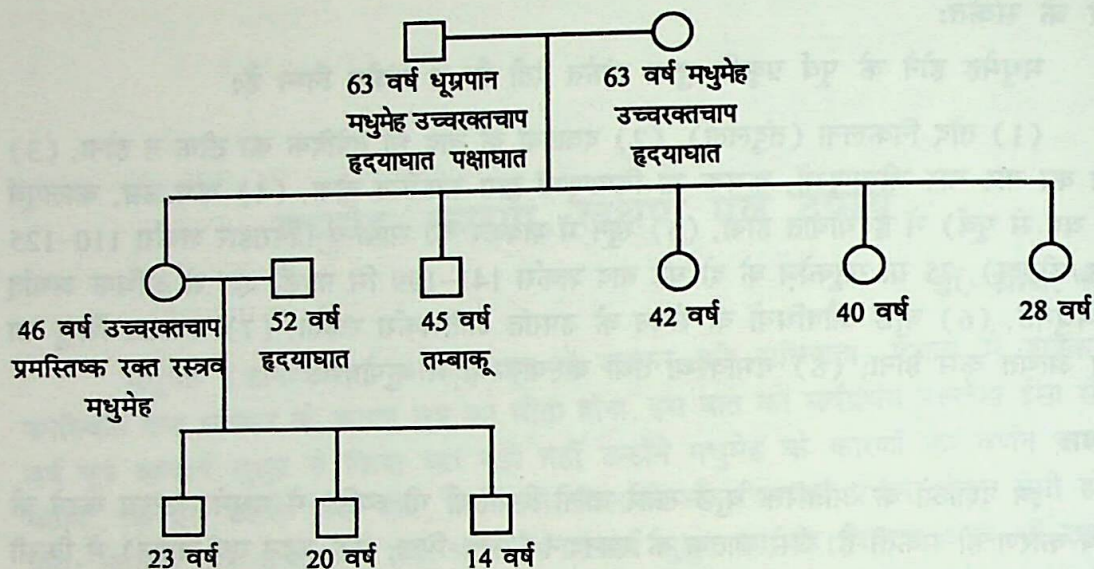 63 वर्ष धूम्रपान
मधुमेह उच्चरक्तचाप
हृदयाघात पक्षाघात
63 वर्ष मधुमेह
उच्चरक्तचाप
हृदयाघात
46 वर्ष उच्चरक्तचाप
प्रमस्तिष्क रक्त रस्त्रव
मधुमेह
52 वर्ष
हृदयाघात
45 वर्ष
तम्बाकू
42 वर्ष
40 वर्ष
28 वर्ष
23 वर्ष
20 वर्ष
14 वर्ष